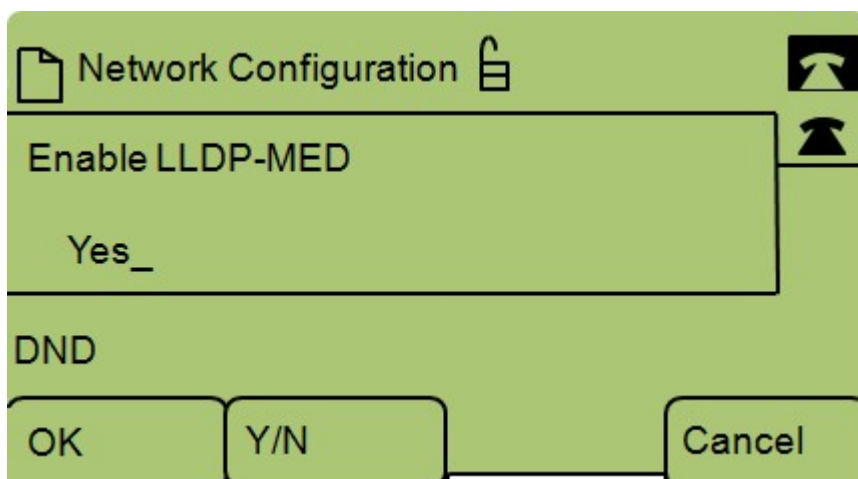 Network Configuration
Enable LLDP-MED
Yes_
DND
OK Y/N Cancel